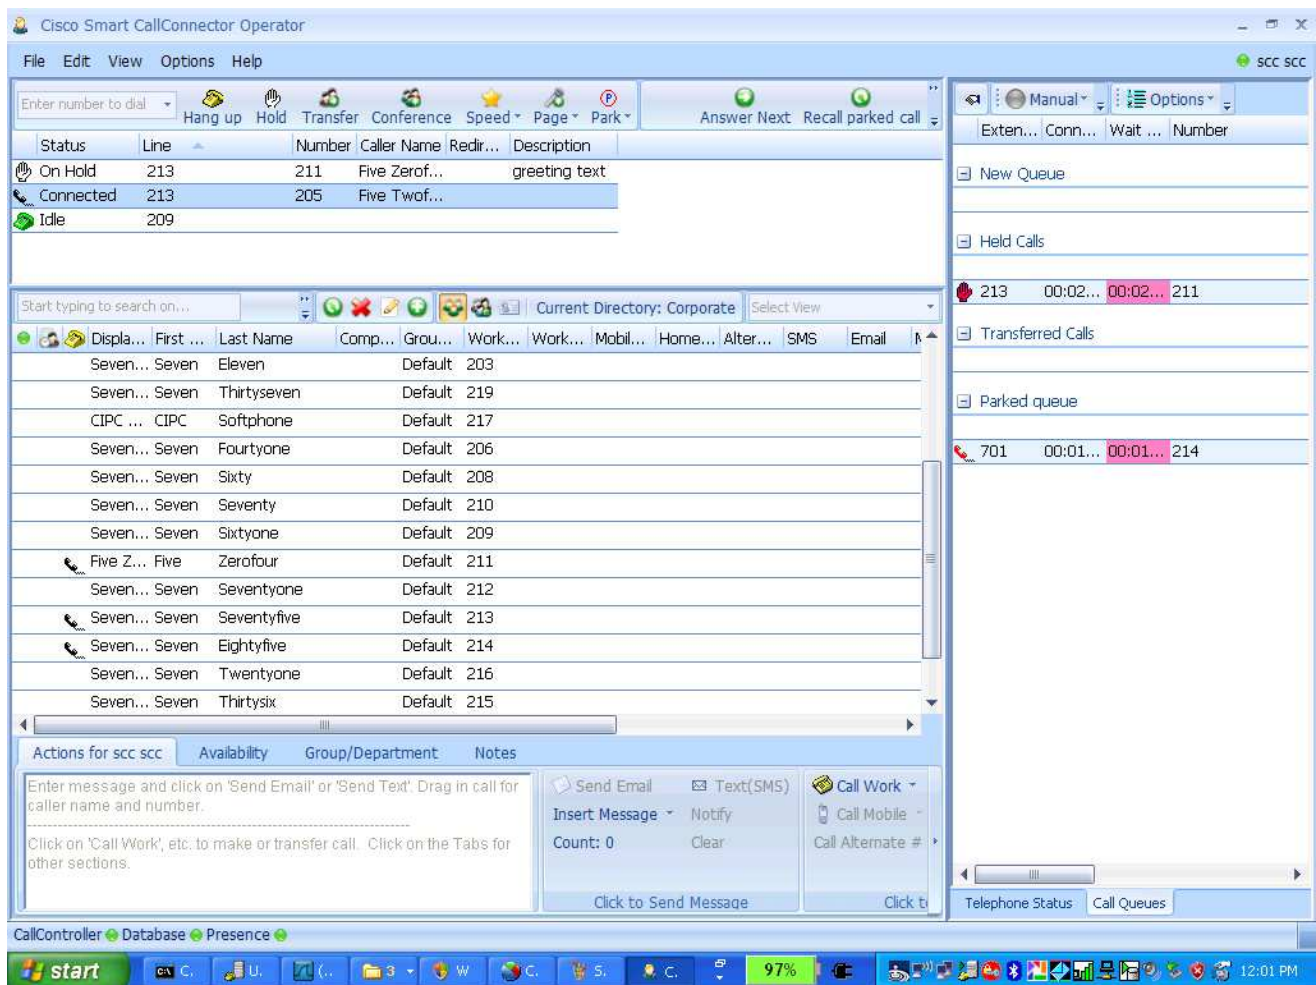 Cisco Smart CallConnector Operator
File Edit View Options Help
scc scc
Enter number to dial Hang up Hold Transfer Conference Speed Page Park Answer Next Recall parked call
Status Line Number Caller Name Redir... Description
On Hold 213 211 Five Zerof... greeting text
Connected 213 205 Five Twof...
Idle 209
Start typing to search on... Current Directory: Corporate Select View
Displa... First ... Last Name Comp... Grou... Work... Work... Mobil... Home... Alter... SMS Email
Seven... Seven Eleven Default 203
Seven... Seven Thirtyseven Default 219
CIPC ... CIPC Softphone Default 217
Seven... Seven Fourtyone Default 206
Seven... Seven Sixty Default 208
Seven... Seven Seventy Default 210
Seven... Seven Sixtyone Default 209
Five Z... Five Zerofour Default 211
Seven... Seven Seventyone Default 212
Seven... Seven Seventyfive Default 213
Seven... Seven Eightyfive Default 214
Seven... Seven Twentyone Default 216
Seven... Seven Thirtysix Default 215
Actions for scc scc Availability Group/Department Notes
Enter message and click on 'Send Email' or 'Send Text'. Drag in call for
caller name and number.
Click on 'Call Work', etc. to make or transfer call. Click on the Tabs for
other sections.
Send Email Text(SMS)
Insert Message Notify
Count: 0 Clear
Click to Send Message
Call Work
Call Mobile
Call Alternate #
Click t
Manual Options
Exten... Conn... Wait ... Number
New Queue
Held Calls
213 00:02... 00:02... 211
Transferred Calls
Parked queue
701 00:01... 00:01... 214
Telephone Status Call Queues
CallController Database Presence
start C. U. (.. 3 W C. S. C. 97% 12:01 PM